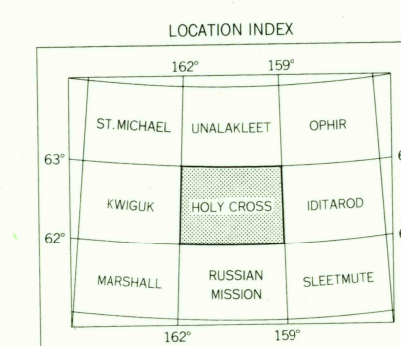 LOCATION INDEX
162° 159°
ST. MICHAEL UNALAKLEET OPHIR
63°
KWIGUK HOLY CROSS IDITAROD
62°
MARSHALL RUSSIAN MISSION SLEETMUTE
162° 159°